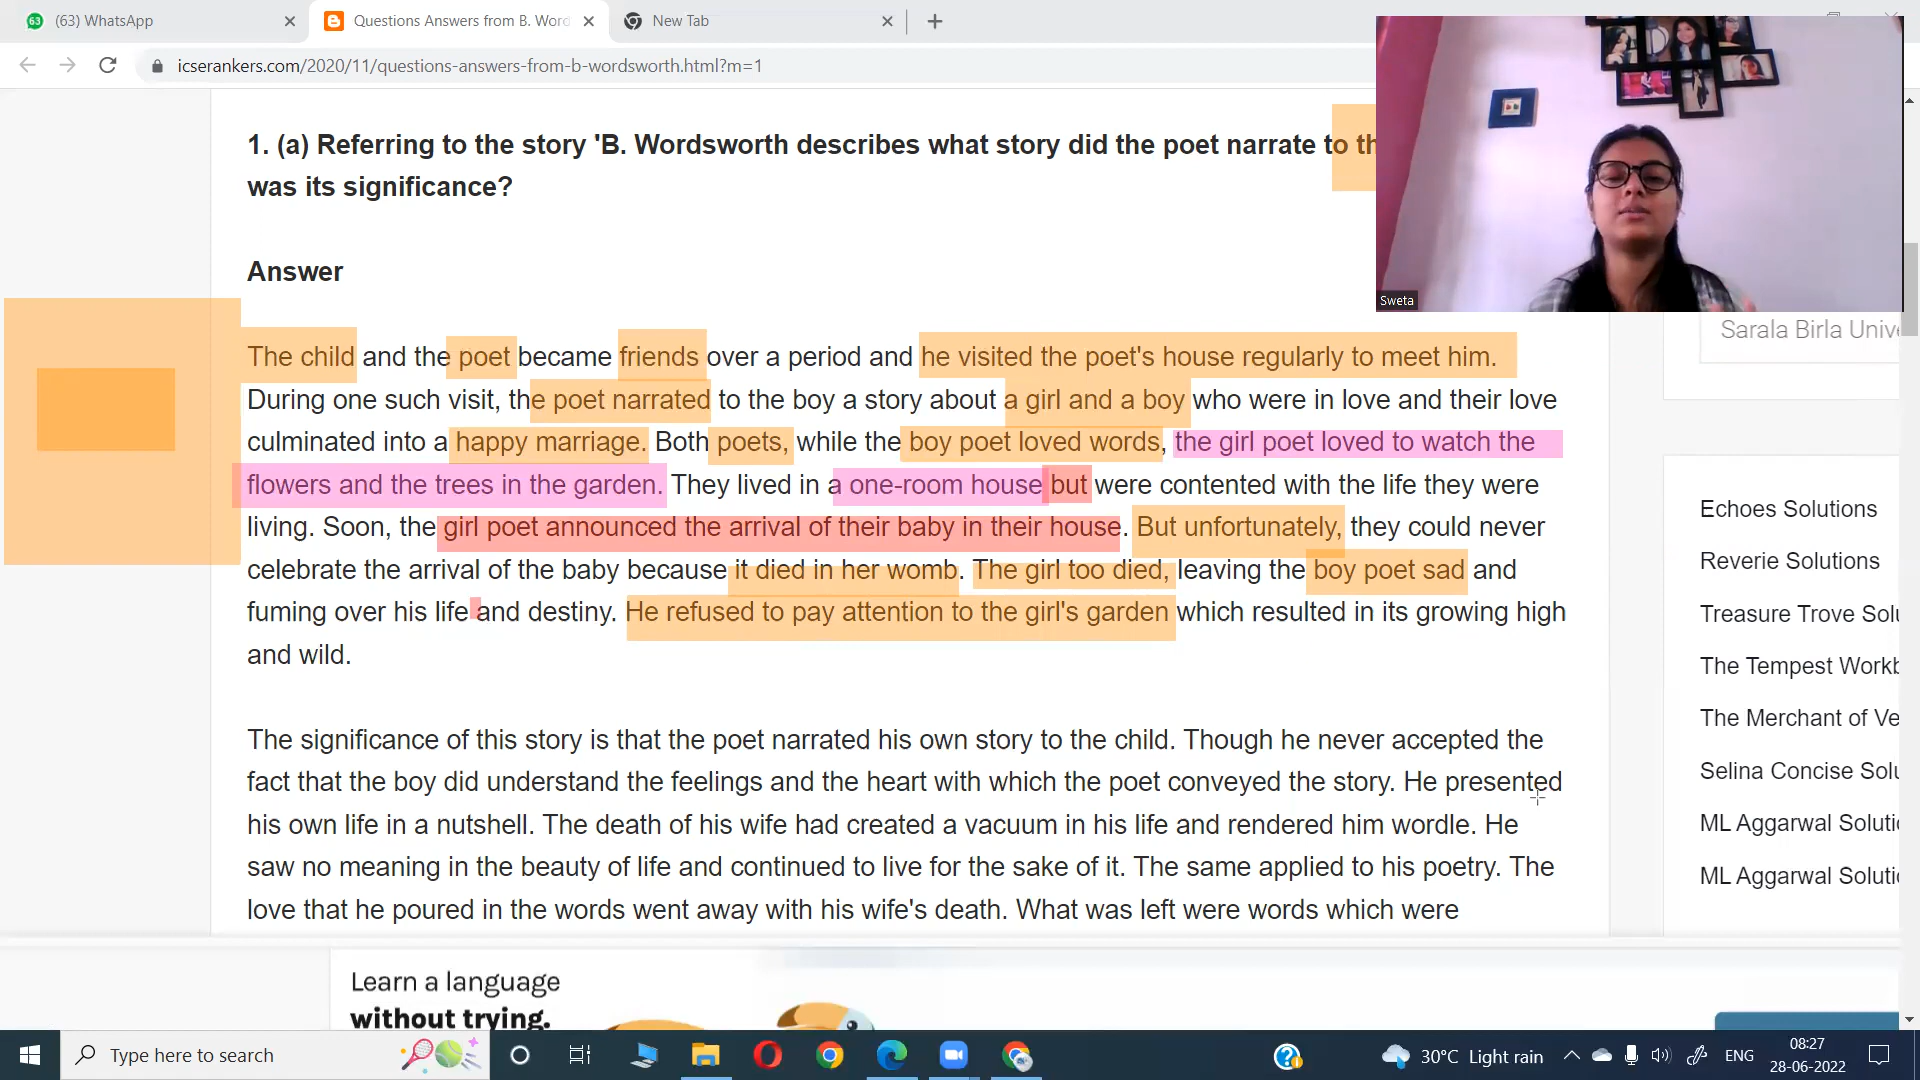 (63) WhatsApp
Questions Answers from B. Word
New Tab
icserankers.com/2020/11/questions-answers-from-b-wordsworth.html?m=1
1. (a) Referring to the story 'B. Wordsworth describes what story did the poet narrate to th
was its significance?
Sweta
Answer
Sarala Birla Unive
The child and the poet became friends over a period and he visited the poet's house regularly to meet him.
During one such visit, the poet narrated to the boy a story about a girl and a boy who were in love and their love
culminated into a happy marriage. Both poets, while the boy poet loved words, the girl poet loved to watch the
flowers and the trees in the garden. They lived in a one-room house but were contented with the life they were
living. Soon, the girl poet announced the arrival of their baby in their house. But unfortunately, they could never
celebrate the arrival of the baby because it died in her womb. The girl too died, leaving the boy poet sad and
fuming over his life and destiny. He refused to pay attention to the girl's garden which resulted in its growing high
and wild.
The significance of this story is that the poet narrated his own story to the child. Though he never accepted the
fact that the boy did understand the feelings and the heart with which the poet conveyed the story. He presented
his own life in a nutshell. The death of his wife had created a vacuum in his life and rendered him wordle. He
saw no meaning in the beauty of life and continued to live for the sake of it. The same applied to his poetry. The
love that he poured in the words went away with his wife's death. What was left were words which were
Echoes Solutions
Reverie Solutions
Treasure Trove Solu
The Tempest Workb
The Merchant of Ve
Selina Concise Solu
ML Aggarwal Solutio
ML Aggarwal Solutio
Learn a language
without trying.
Type here to search
30°C Light rain
ENG
08:27
28-06-2022